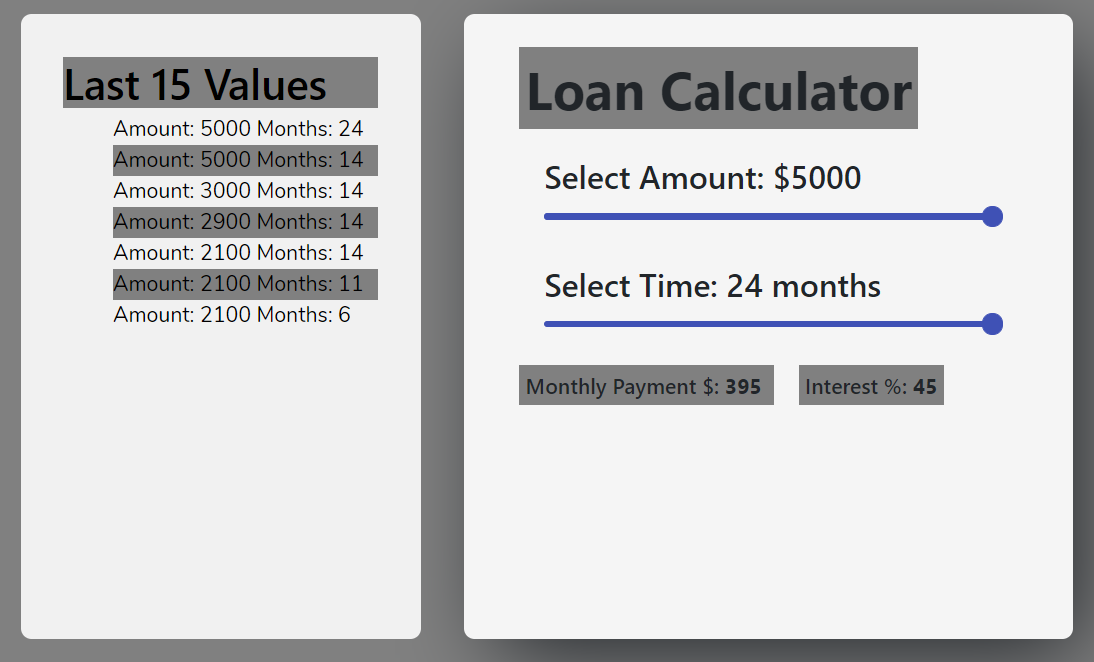 Last 15 Values
Amount: 5000 Months: 24
Amount: 5000 Months: 14
Amount: 3000 Months: 14
Amount: 2900 Months: 14
Amount: 2100 Months: 14
Amount: 2100 Months: 11
Amount: 2100 Months: 6
Loan Calculator
Select Amount: $5000
Select Time: 24 months
Monthly Payment $: 395 Interest %: 45